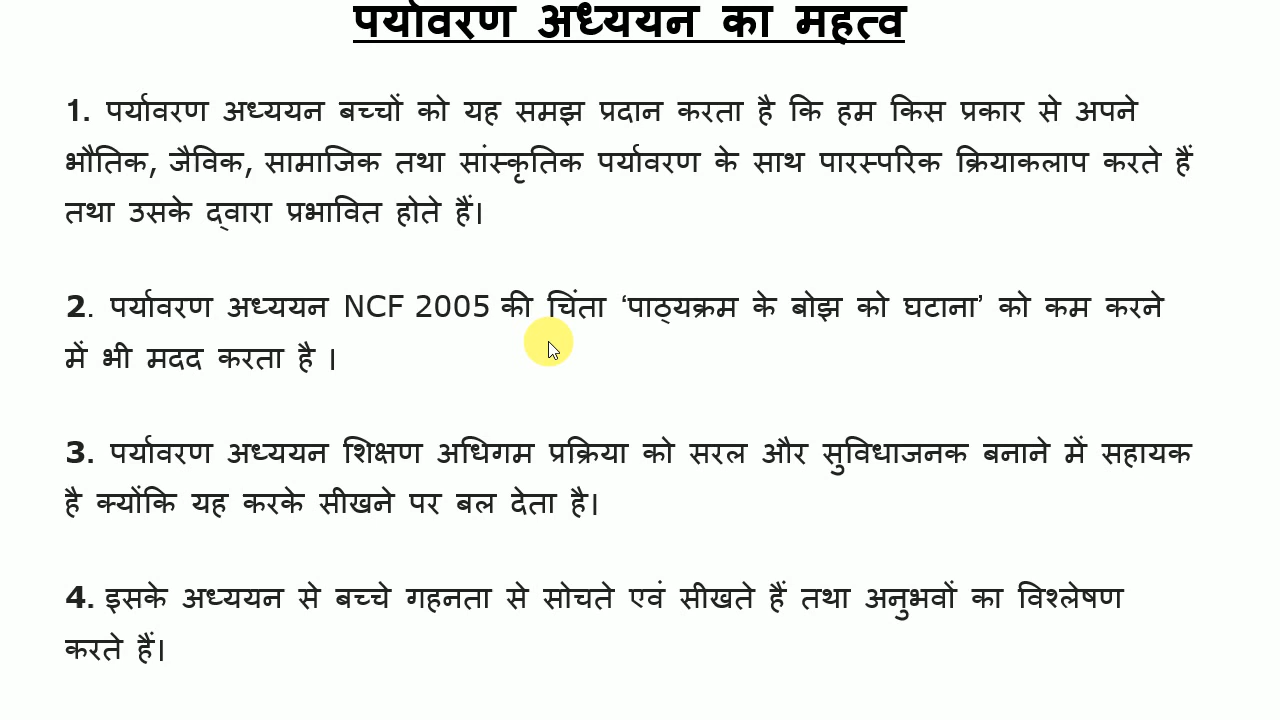 पर्यावरण अध्ययन का महत्व
1. पर्यावरण अध्ययन बच्चों को यह समझ प्रदान करता है कि हम किस प्रकार से अपने
भौतिक, जैविक, सामाजिक तथा सांस्कृतिक पर्यावरण के साथ पारस्परिक क्रियाकलाप करते हैं
तथा उसके द्वारा प्रभावित होते हैं।
2. पर्यावरण अध्ययन NCF 2005 की चिंता ‘पाठ्यक्रम के बोझ को घटाना’ को कम करने
में भी मदद करता है ।
3. पर्यावरण अध्ययन शिक्षण अधिगम प्रक्रिया को सरल और सुविधाजनक बनाने में सहायक
है क्योंकि यह करके सीखने पर बल देता है।
4. इसके अध्ययन से बच्चे गहनता से सोचते एवं सीखते हैं तथा अनुभवों का विश्लेषण
करते हैं।